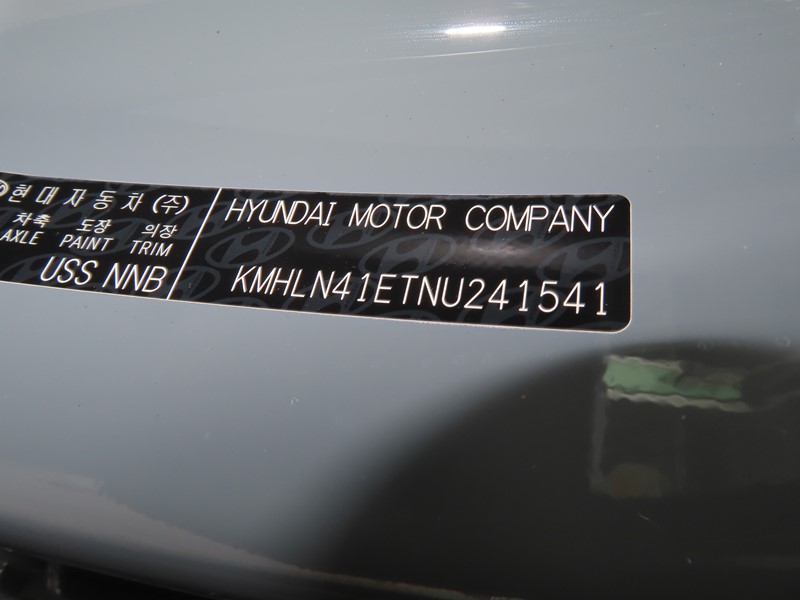 현대자동차(주)
차축 도장 의장
AXLE PAINT TRIM
USS NNB
HYUNDAI MOTOR COMPANY
KMHLN41ETNU241541